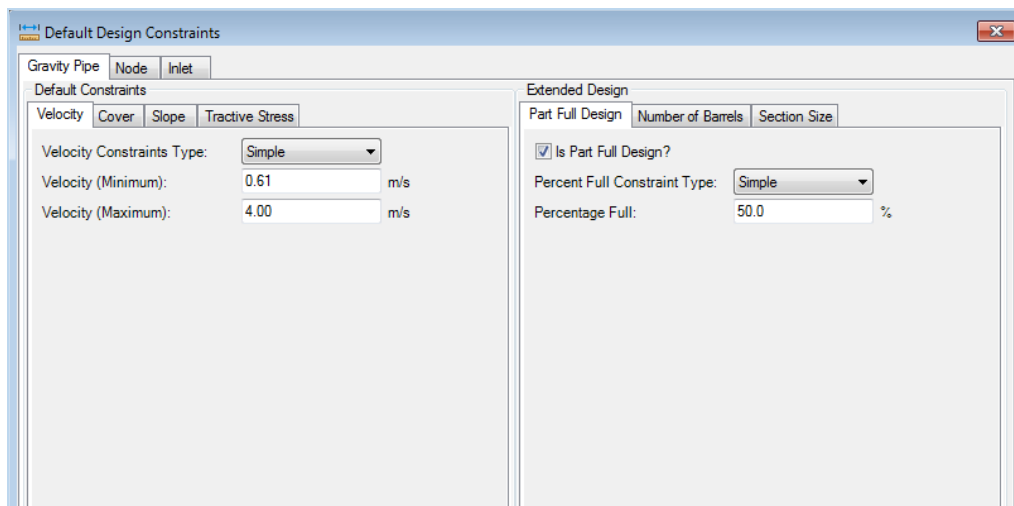 Default Design Constraints
Gravity Pipe Node Inlet
Default Constraints
Velocity Cover Slope Tractive Stress
Velocity Constraints Type: Simple
Velocity (Minimum): 0.61 m/s
Velocity (Maximum): 4.00 m/s
Extended Design
Part Full Design Number of Barrels Section Size
Is Part Full Design?
Percent Full Constraint Type: Simple
Percentage Full: 50.0 %